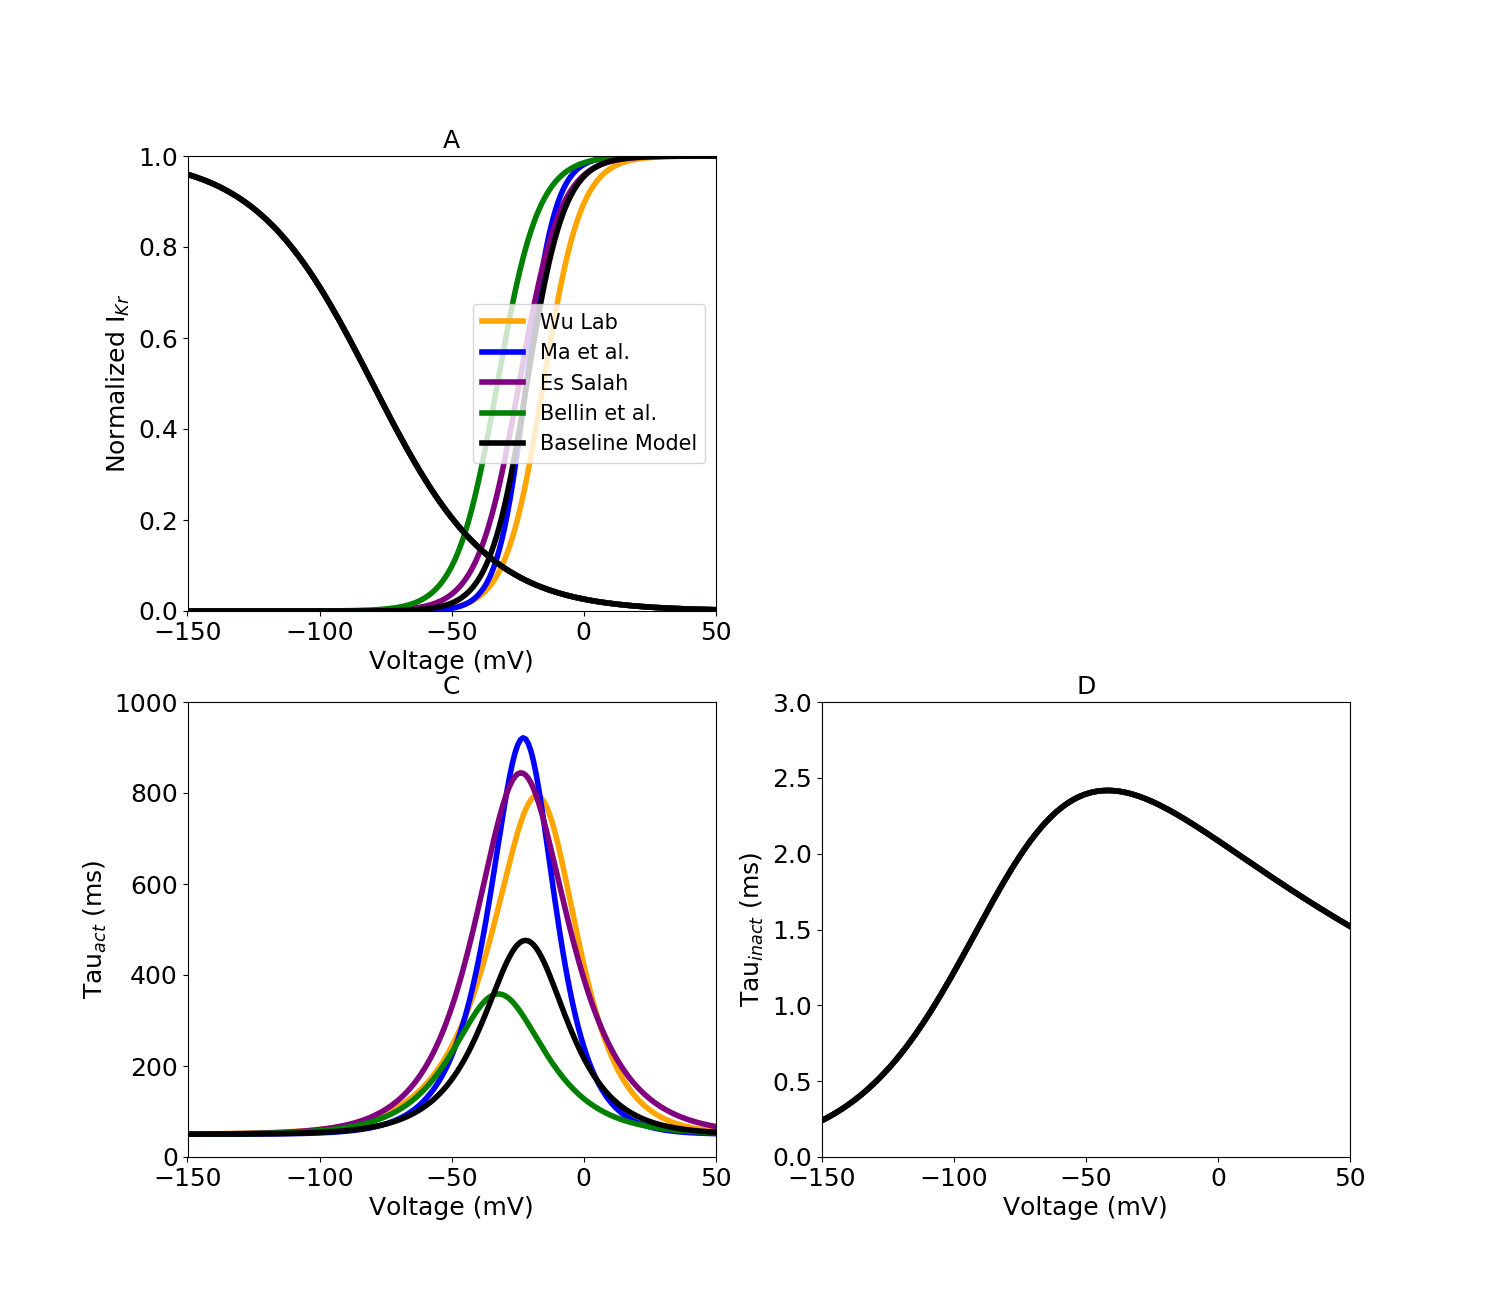 A
Normalized I_Kr
1.0
0.8
0.6
0.4
0.2
0.0
−150 −100 −50 0 50
Voltage (mV)
Wu Lab
Ma et al.
Es Salah
Bellin et al.
Baseline Model
C
Tau_act (ms)
1000
800
600
400
200
0
−150 −100 −50 0 50
Voltage (mV)
D
Tau_inact (ms)
3.0
2.5
2.0
1.5
1.0
0.5
0.0
−150 −100 −50 0 50
Voltage (mV)